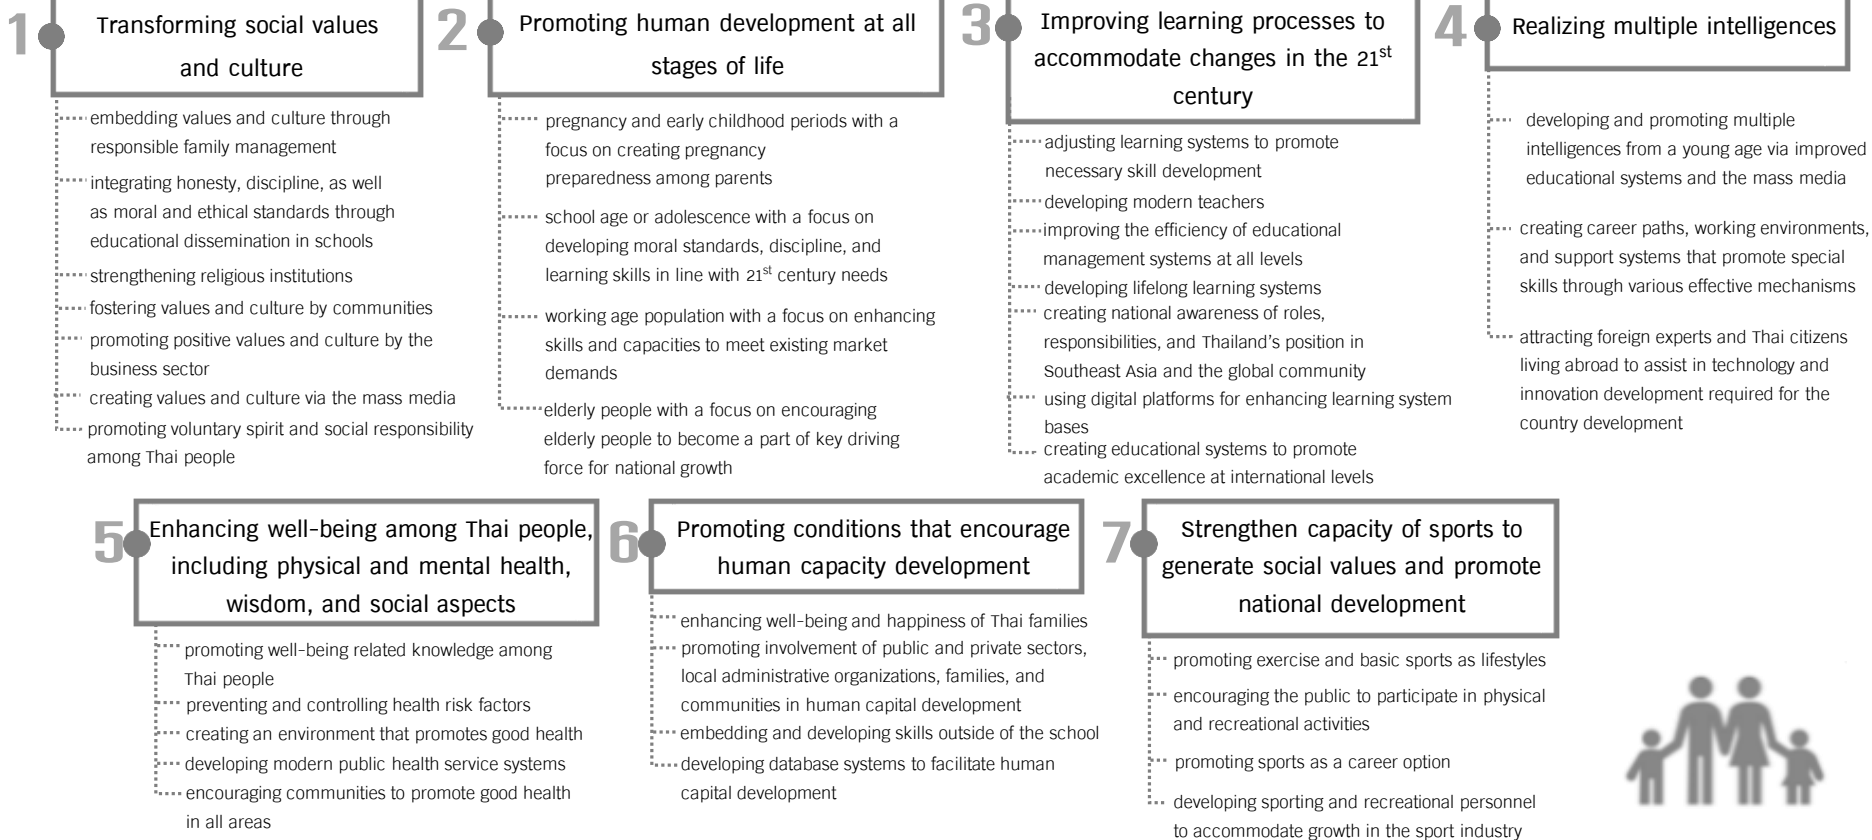 1
Transforming social values
and culture
embedding values and culture through
responsible family management
integrating honesty, discipline, as well
as moral and ethical standards through
educational dissemination in schools
strengthening religious institutions
fostering values and culture by communities
promoting positive values and culture by the
business sector
creating values and culture via the mass media
promoting voluntary spirit and social responsibility
among Thai people
2
Promoting human development at all
stages of life
pregnancy and early childhood periods with a
focus on creating pregnancy
preparedness among parents
school age or adolescence with a focus on
developing moral standards, discipline, and
learning skills in line with 21st century needs
working age population with a focus on enhancing
skills and capacities to meet existing market
demands
elderly people with a focus on encouraging
elderly people to become a part of key driving
force for national growth
3
Improving learning processes to
accommodate changes in the 21st
century
adjusting learning systems to promote
necessary skill development
developing modern teachers
improving the efficiency of educational
management systems at all levels
developing lifelong learning systems
creating national awareness of roles,
responsibilities, and Thailand's position in
Southeast Asia and the global community
using digital platforms for enhancing learning system
bases
creating educational systems to promote
academic excellence at international levels
4
Realizing multiple intelligences
developing and promoting multiple
intelligences from a young age via improved
educational systems and the mass media
creating career paths, working environments,
and support systems that promote special
skills through various effective mechanisms
attracting foreign experts and Thai citizens
living abroad to assist in technology and
innovation development required for the
country development
5
Enhancing well-being among Thai people,
including physical and mental health,
wisdom, and social aspects
promoting well-being related knowledge among
Thai people
preventing and controlling health risk factors
creating an environment that promotes good health
developing modern public health service systems
encouraging communities to promote good health
in all areas
6
Promoting conditions that encourage
human capacity development
enhancing well-being and happiness of Thai families
promoting involvement of public and private sectors,
local administrative organizations, families, and
communities in human capital development
embedding and developing skills outside of the school
developing database systems to facilitate human
capital development
7
Strengthen capacity of sports to
generate social values and promote
national development
promoting exercise and basic sports as lifestyles
encouraging the public to participate in physical
and recreational activities
promoting sports as a career option
developing sporting and recreational personnel
to accommodate growth in the sport industry